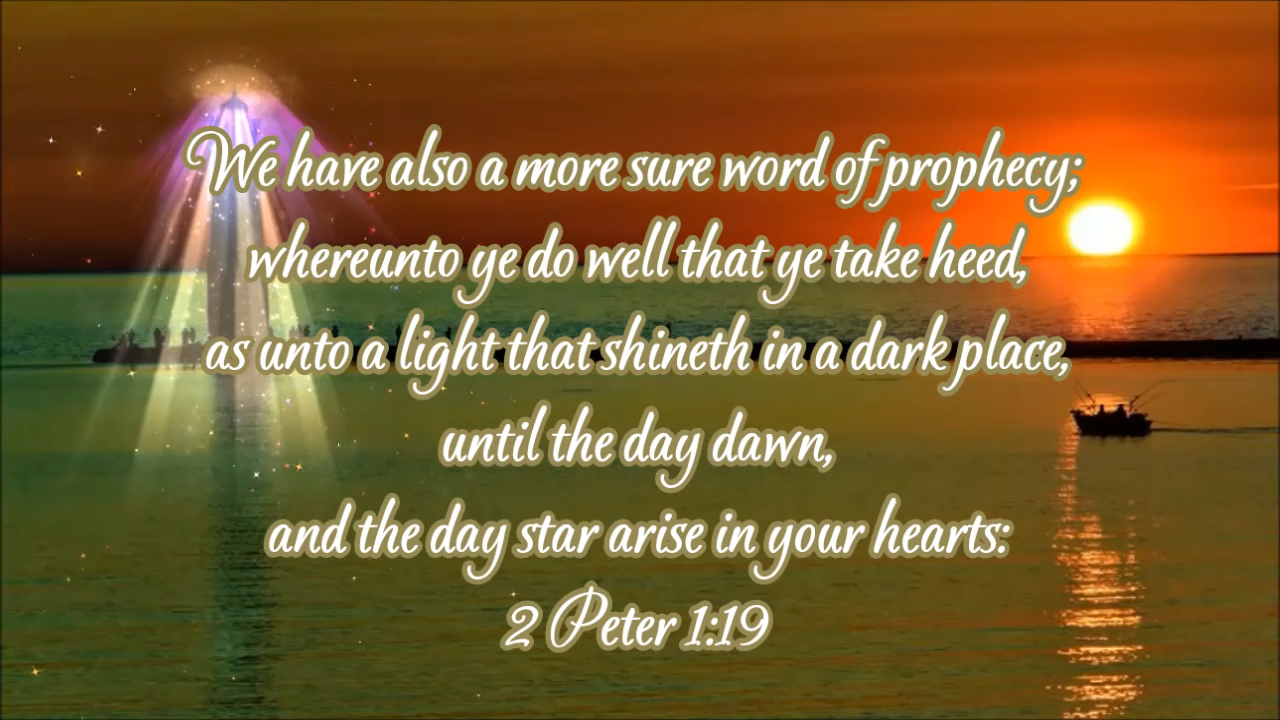 We have also a more sure word of prophecy;
whereunto ye do well that ye take heed,
as unto a light that shineth in a dark place,
until the day dawn,
and the day star arise in your hearts:
2 Peter 1:19